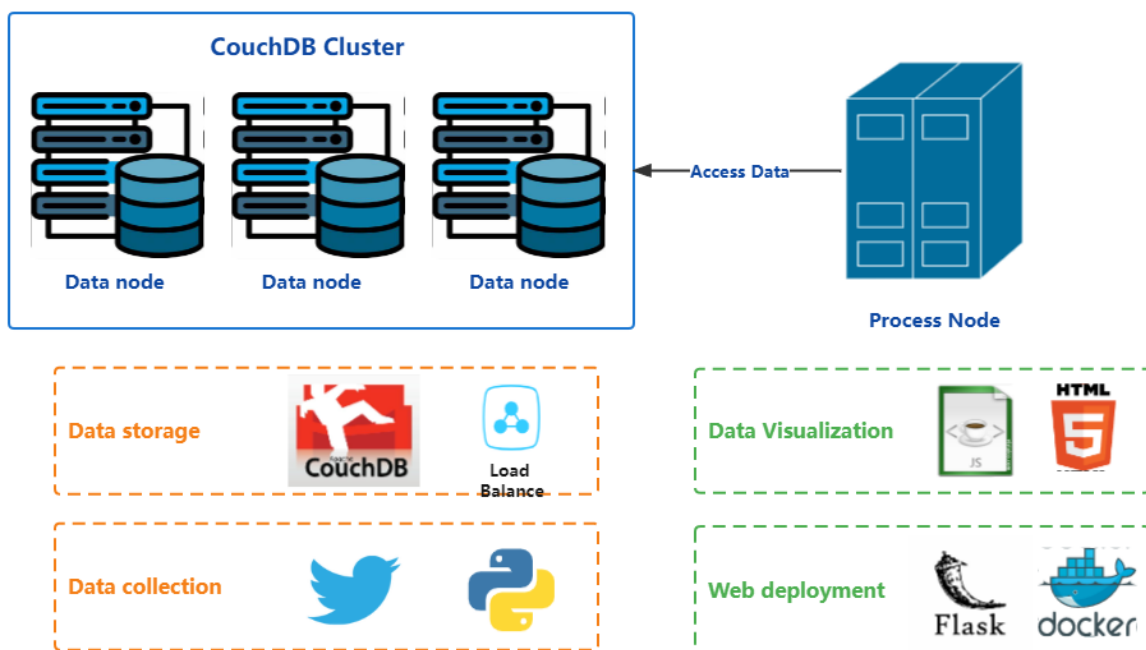 CouchDB Cluster
Data node
Data node
Data node
Access Data
Process Node
Data storage
CouchDB
Load
Balance
Data Visualization
JS
HTML
5
Data collection
Web deployment
Flask
docker